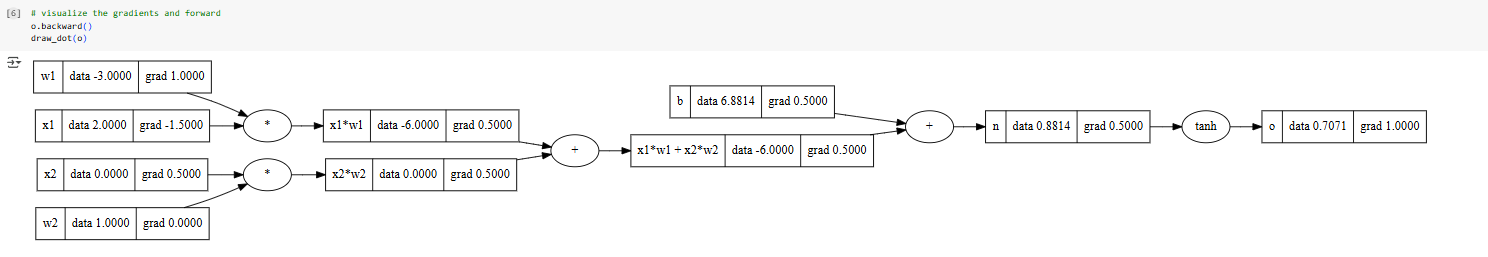 [6] # visualize the gradients and forward
o.backward()
draw_dot(o)
w1 data -3.0000 grad 1.0000
b data 6.8814 grad 0.5000
x1 data 2.0000 grad -1.5000
*
x1*w1 data -6.0000 grad 0.5000
+
n data 0.8814 grad 0.5000
tanh
o data 0.7071 grad 1.0000
+
x1*w1 + x2*w2 data -6.0000 grad 0.5000
x2 data 0.0000 grad 0.5000
*
x2*w2 data 0.0000 grad 0.5000
w2 data 1.0000 grad 0.0000